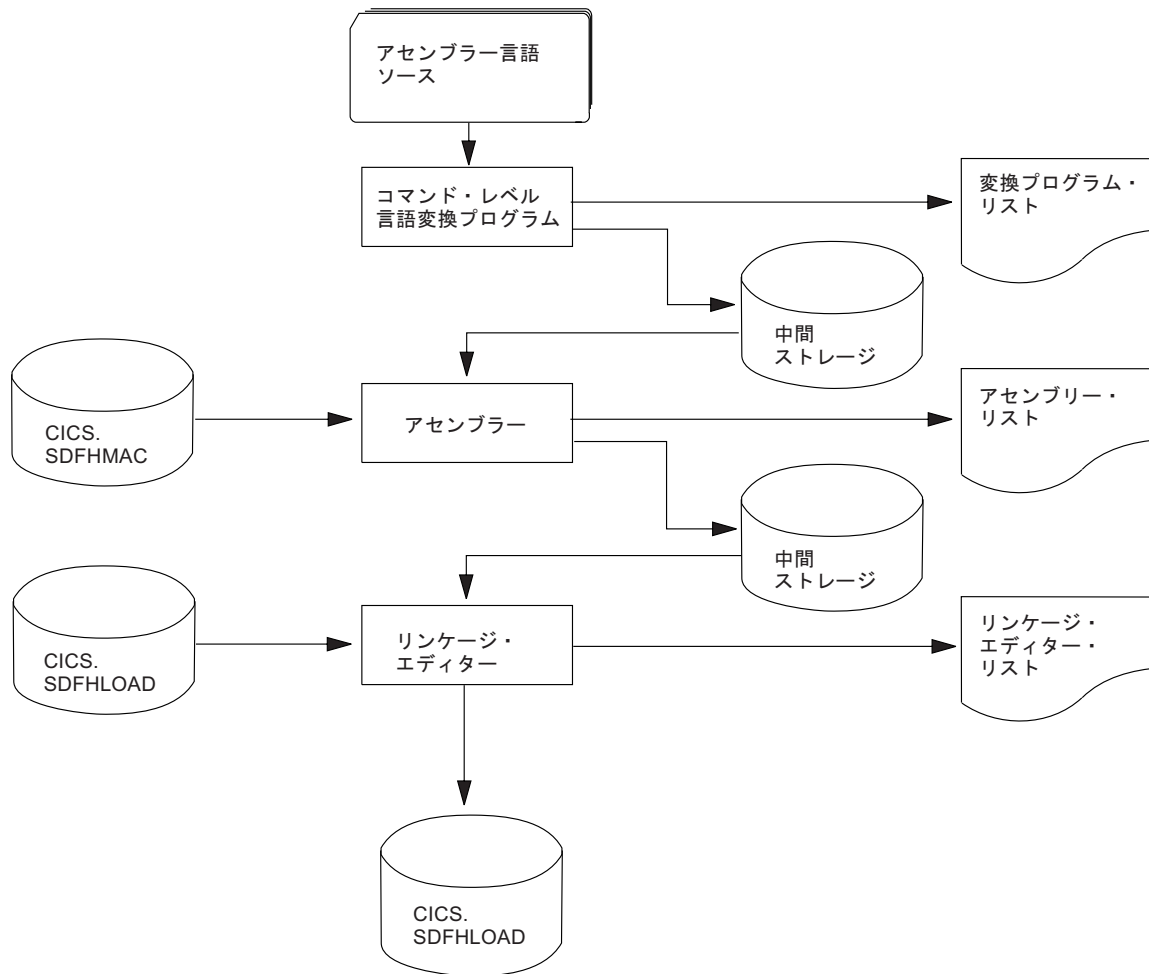 アセンブラー言語
ソース
コマンド・レベル
言語変換プログラム
変換プログラム・
リスト
中間
ストレージ
CICS.
SDFHMAC
アセンブラー
アセンブリー・
リスト
中間
ストレージ
CICS.
SDFHLOAD
リンケージ・
エディター
リンケージ・
エディター・
リスト
CICS.
SDFHLOAD